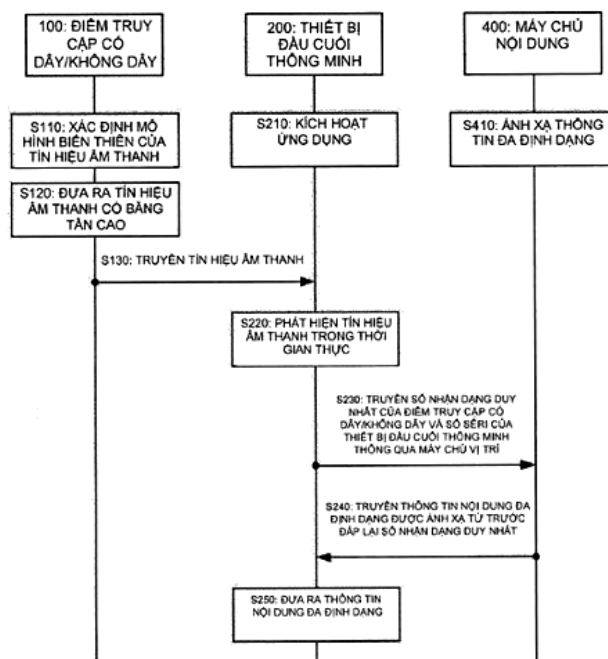 100: ĐIỂM TRUY
CẬP CÓ
DÂY/KHÔNG DÂY
200: THIẾT BỊ
ĐẦU CUỐI
THÔNG MINH
400: MÁY CHỦ
NỘI DUNG
S110: XÁC ĐỊNH MÔ
HÌNH BIẾN THIÊN CỦA
TÍN HIỆU ÂM THANH
S210: KÍCH HOẠT
ỨNG DỤNG
S410: ÁNH XẠ THÔNG
TIN ĐA ĐỊNH DẠNG
S120: ĐƯA RA TÍN HIỆU
ÂM THANH CÓ BĂNG
TẦN CAO
S130: TRUYỀN TÍN HIỆU ÂM THANH
S220: PHÁT HIỆN TÍN HIỆU
ÂM THANH TRONG THỜI
GIAN THỰC
S230: TRUYỀN SỐ NHẬN DẠNG DUY
NHẤT CỦA ĐIỂM TRUY CẬP CÓ
DÂY/KHÔNG DÂY VÀ SỐ SÊRI CỦA
THIẾT BỊ ĐẦU CUỐI THÔNG MINH
THÔNG QUA MÁY CHỦ VỊ TRÍ
S240: TRUYỀN THÔNG TIN NỘI DUNG ĐA
ĐỊNH DẠNG ĐƯỢC ÁNH XẠ TỪ TRƯỚC
ĐÁP LẠI SỐ NHẬN DẠNG DUY NHẤT
S250: ĐƯA RA THÔNG TIN
NỘI DUNG ĐA ĐỊNH DẠNG